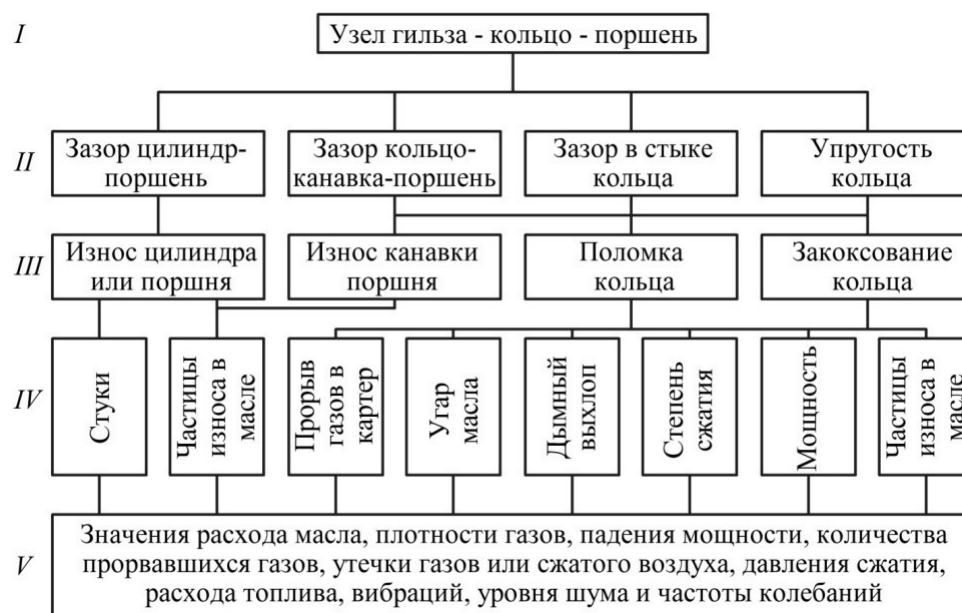 I
Узел гильза - кольцо - поршень
II
Зазор цилиндр-
поршень
Зазор кольцо-
канавка-поршень
Зазор в стыке
кольца
Упругость
кольца
III
Износ цилиндра
или поршня
Износ канавки
поршня
Поломка
кольца
Закоксование
кольца
IV
Стуки
Частицы
износа в
масле
Прорыв
газов в
картер
Угар
масла
Дымный
выхлоп
Степень
сжатия
Мощность
Частицы
износа в
масле
V
Значения расхода масла, плотности газов, падения мощности, количества
прорвавшихся газов, утечки газов или сжатого воздуха, давления сжатия,
расхода топлива, вибраций, уровня шума и частоты колебаний